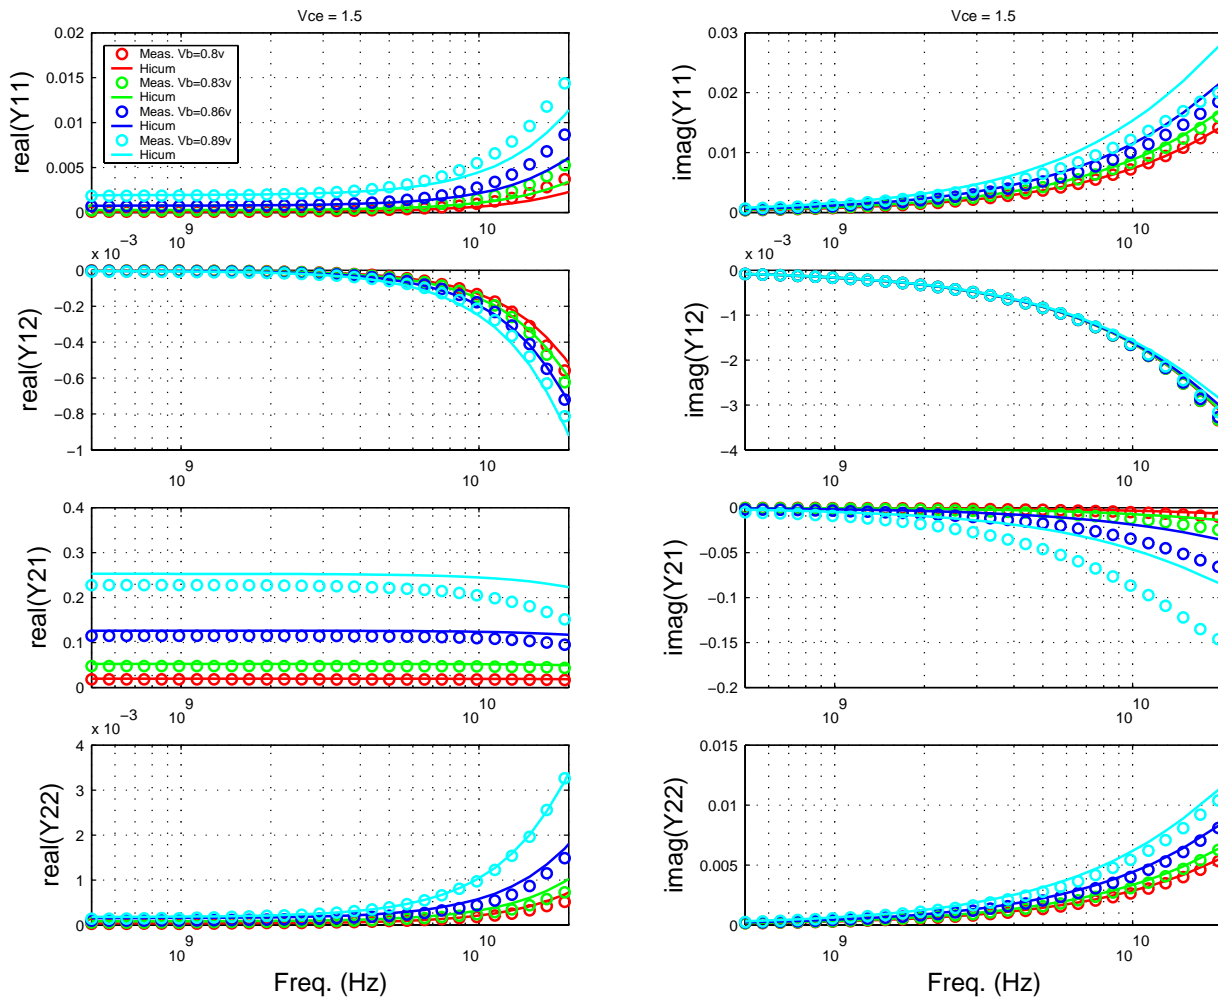 Vce = 1.5
0.02
0.015
0.01
0.005
0
real(Y11)
Meas. Vb=0.8v
Hicum
Meas. Vb=0.83v
Hicum
Meas. Vb=0.86v
Hicum
Meas. Vb=0.89v
Hicum
10^9
10^10
Vce = 1.5
0.03
0.02
0.01
0
imag(Y11)
10^9
10^10
x 10^−3
0
−0.2
−0.4
−0.6
−0.8
−1
real(Y12)
10^9
10^10
x 10^−3
0
−1
−2
−3
−4
imag(Y12)
10^9
10^10
0.4
0.3
0.2
0.1
0
real(Y21)
10^9
10^10
0
−0.05
−0.1
−0.15
−0.2
imag(Y21)
10^9
10^10
x 10^−3
4
3
2
1
0
real(Y22)
10^9
10^10
Freq. (Hz)
0.015
0.01
0.005
0
imag(Y22)
10^9
10^10
Freq. (Hz)